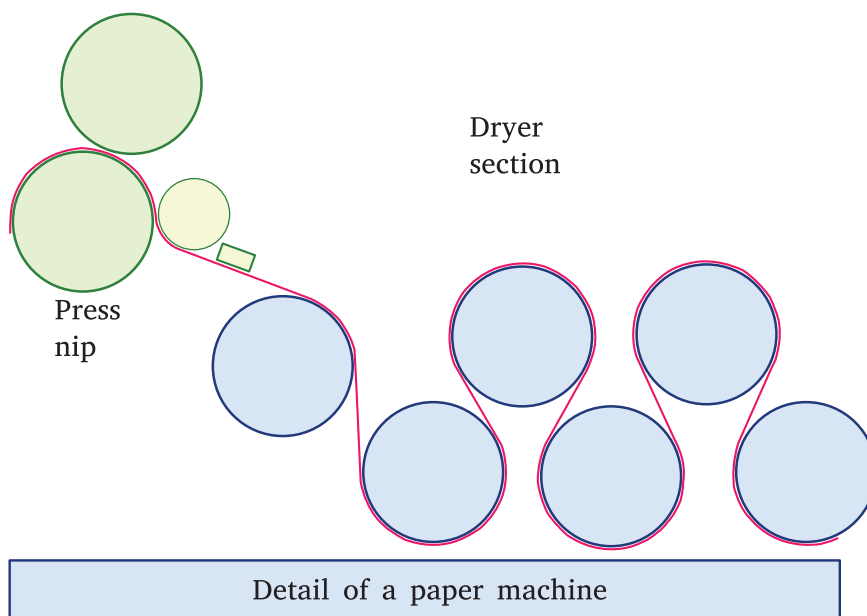 Dryer
section
Press
nip
Detail of a paper machine